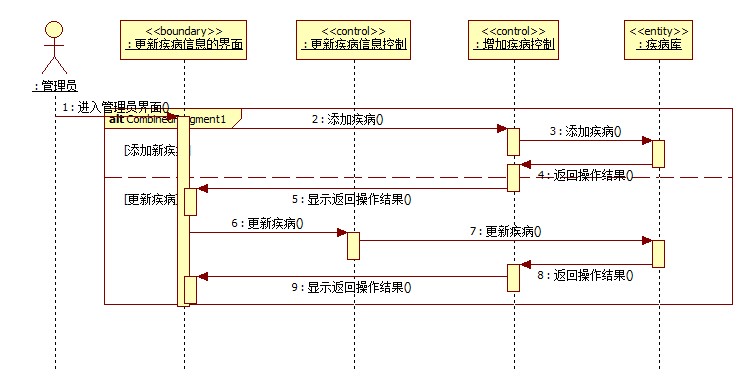 <<boundary>>
: 更新疾病信息的界面
<<control>>
: 更新疾病信息控制
<<control>>
: 增加疾病控制
<<entity>>
: 疾病库
: 管理员
1 : 进入管理员界面()
alt Combined gment1
2 : 添加疾病()
3 : 添加疾病()
[添加新疾
4 : 返回操作结果()
[更新疾病
5 : 显示返回操作结果()
6 : 更新疾病()
7 : 更新疾病()
8 : 返回操作结果()
9 : 显示返回操作结果()